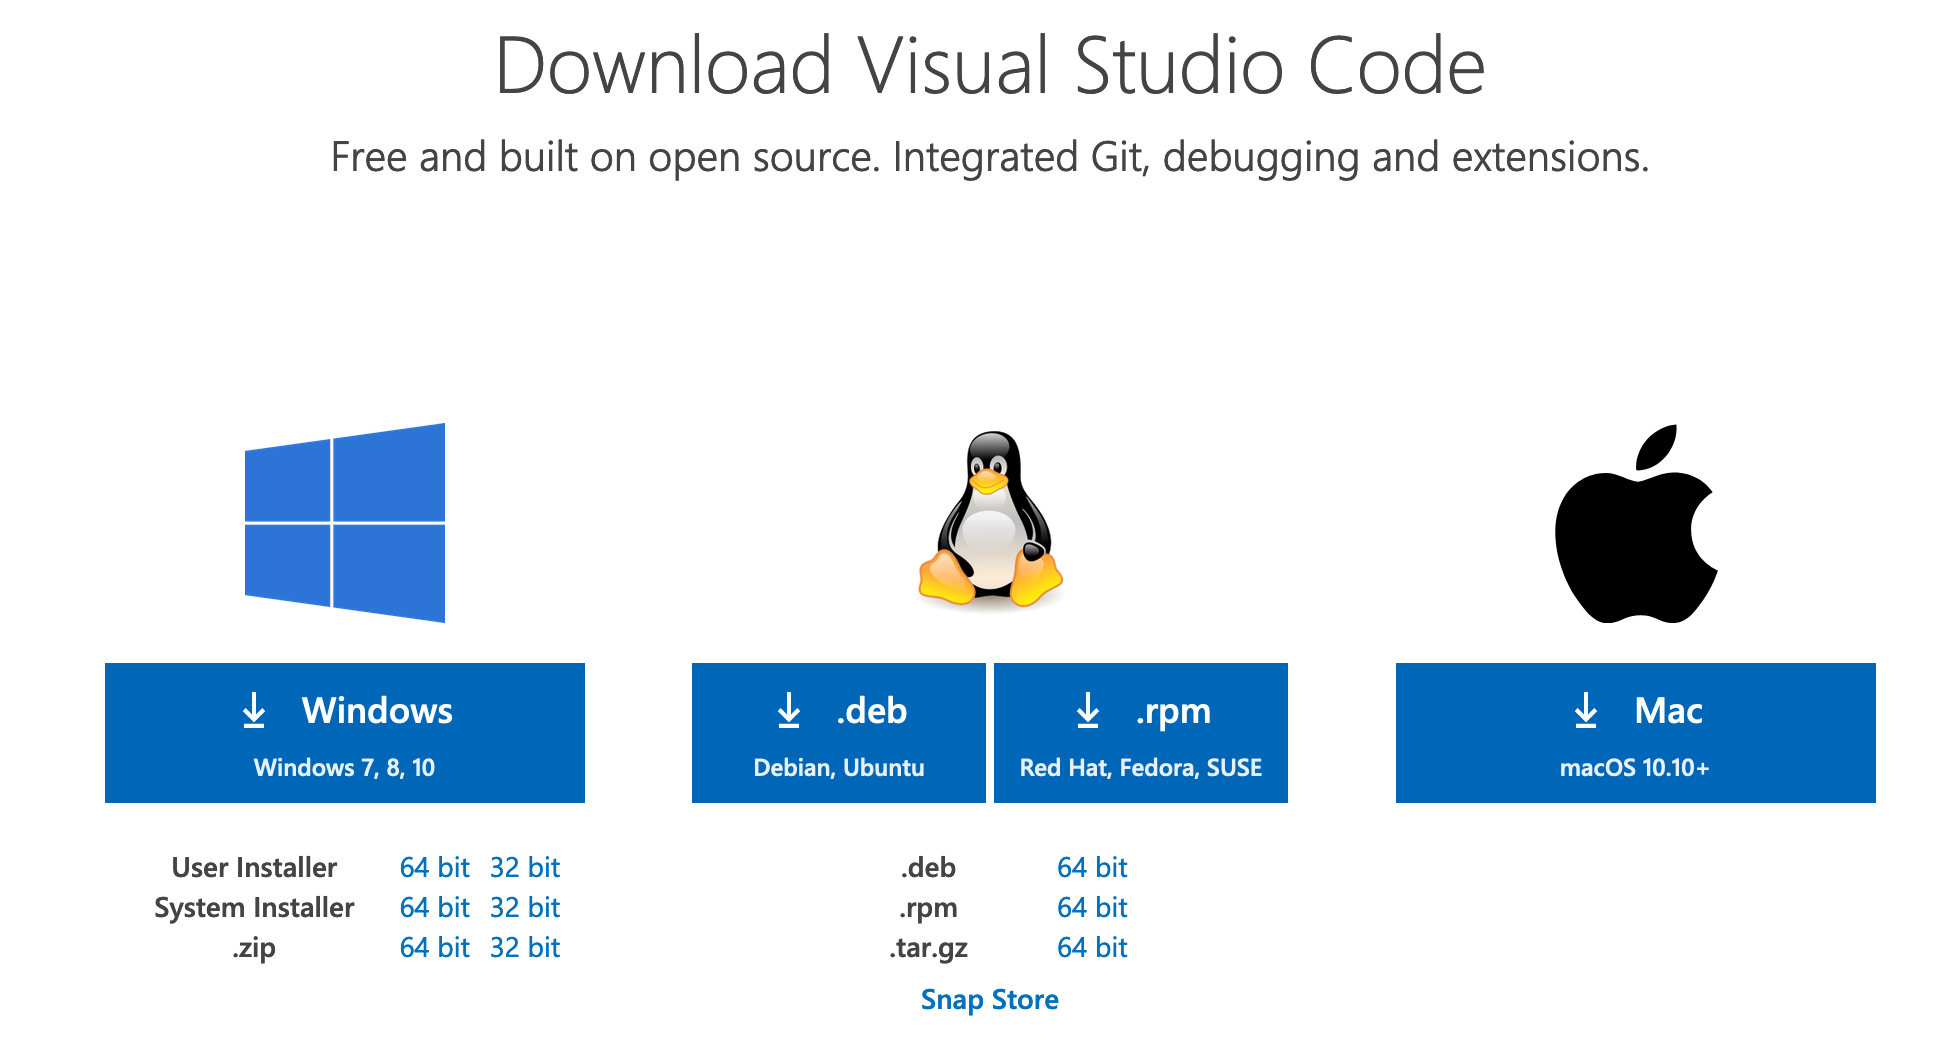 Download Visual Studio Code
Free and built on open source. Integrated Git, debugging and extensions.
Windows
Windows 7, 8, 10
User Installer 64 bit 32 bit
System Installer 64 bit 32 bit
.zip 64 bit 32 bit
.deb
Debian, Ubuntu
.rpm
Red Hat, Fedora, SUSE
.deb 64 bit
.rpm 64 bit
.tar.gz 64 bit
Snap Store
Mac
macOS 10.10+